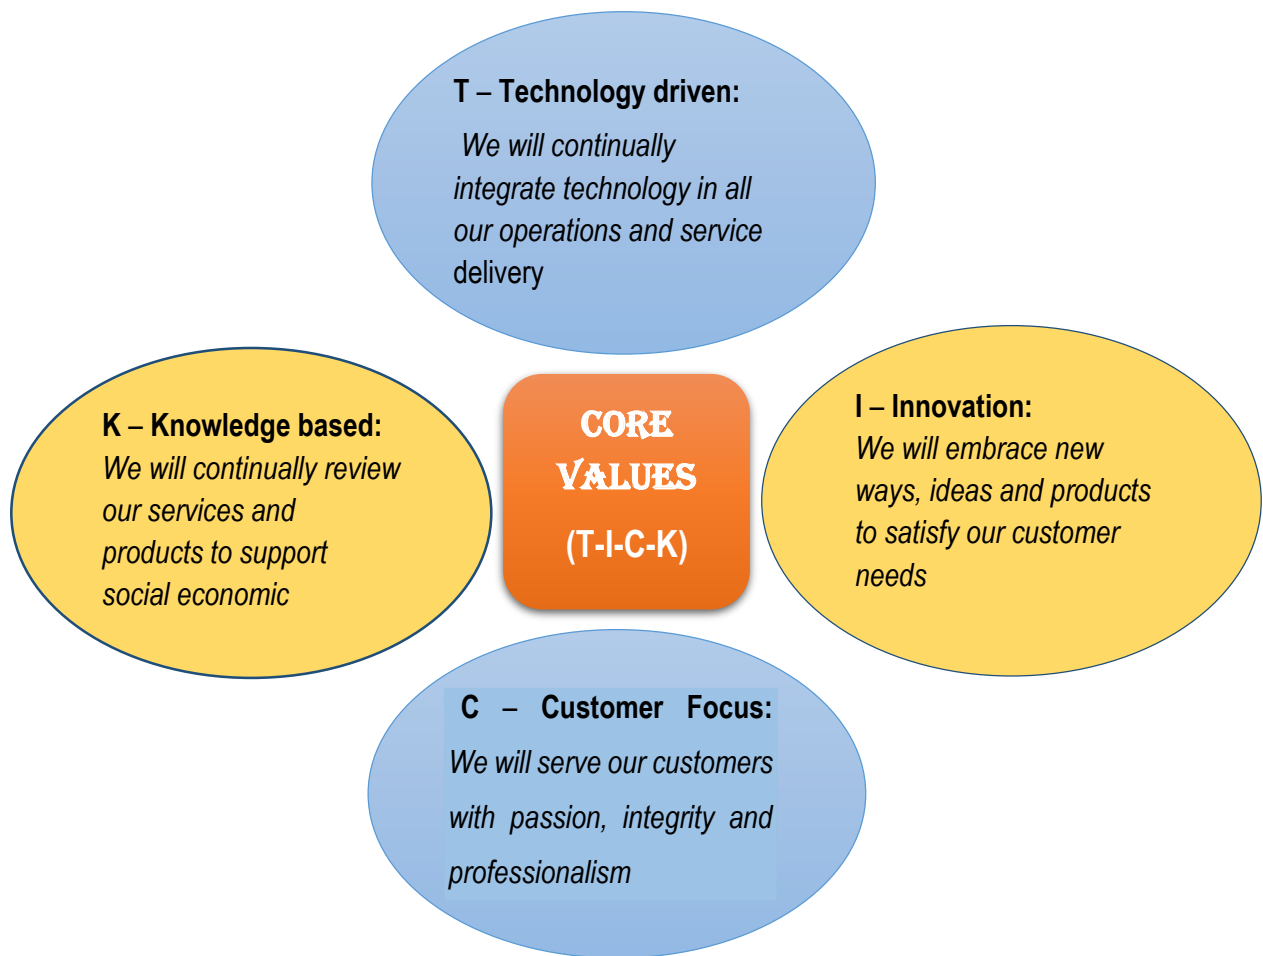 T – Technology driven:
We will continually
integrate technology in all
our operations and service
delivery
K – Knowledge based:
We will continually review
our services and
products to support
social economic
CORE
VALUES
(T-I-C-K)
I – Innovation:
We will embrace new
ways, ideas and products
to satisfy our customer
needs
C – Customer Focus:
We will serve our customers
with passion, integrity and
professionalism